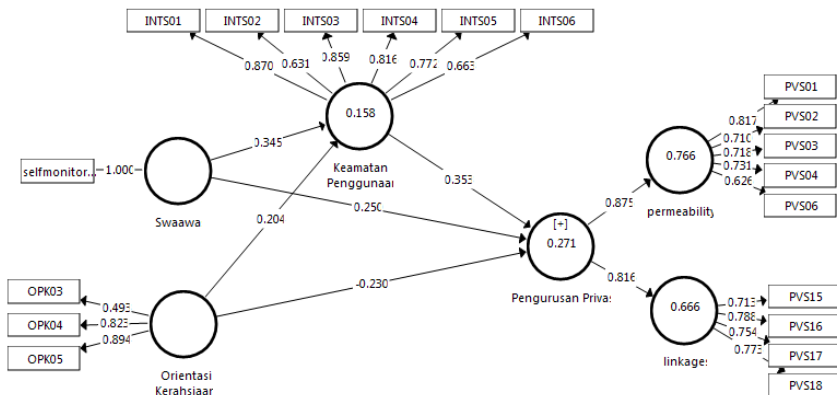 INTS01 INTS02 INTS03 INTS04 INTS05 INTS06
0.870 0.631 0.859 0.816 0.772 0.663
0.158
Keamatan
Penggunaar
selfmonitor... 1.000
Swaawa
0.345
0.204
0.250
0.353
-0.230
OPK03 0.493
OPK04 0.823
OPK05 0.894
Orientasi
Kerahsiaar
[+]
0.271
Pengurusan Priva:
0.875
0.816
0.766
permeability
0.817 PVS01
0.710 PVS02
0.718 PVS03
0.731 PVS04
0.626 PVS06
0.666
linkage:
0.713 PVS15
0.788 PVS16
0.754 PVS17
0.773 PVS18